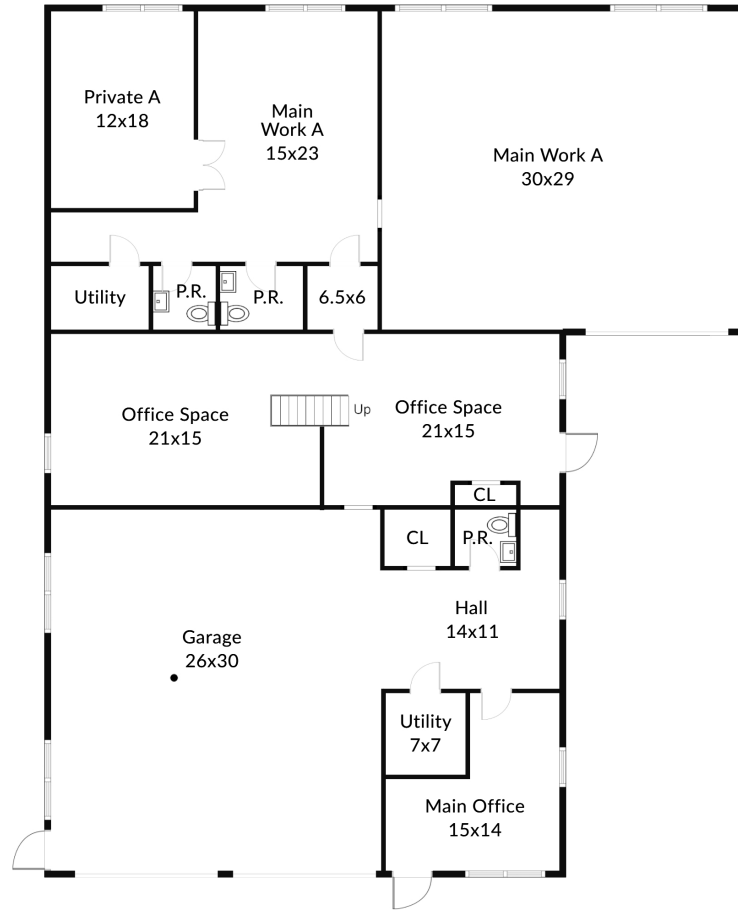 Private A
12x18
Main
Work A
15x23
Main Work A
30x29
Utility
P.R.
P.R.
6.5x6
Office Space
21x15
Up
Office Space
21x15
CL
CL
P.R.
Hall
14x11
Garage
26x30
Utility
7x7
Main Office
15x14